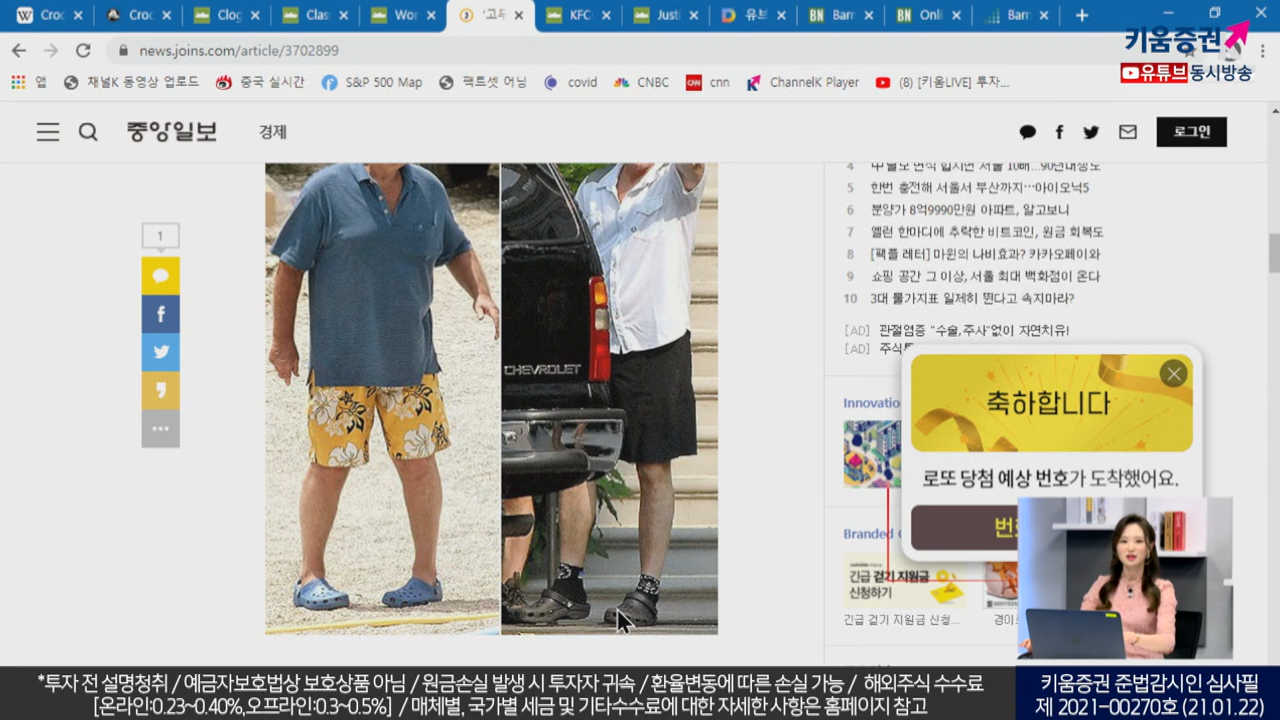 Croc
Croc
Clog
Clas
Wor
'고두
KFC
Justi
유브
Barr
Onli
Barr
news.joins.com/article/3702899
키움증권
유튜브동시방송
앱
채널K 동영상 업로드
중국 실시간
S&P 500 Map
팩트셋 어닝
covid
CNBC
cnn
ChannelK Player
(8) [키움LIVE] 투자...
중앙일보
경제
로그인
1
CHEVROLET
4
5 한번 충전해 서울서 부산까지…아이오닉5
6 분양가 8억9990만원 아파트, 알고보니
7 앨런 한마디에 추락한 비트코인, 원금 회복도
8 [팩플 레터] 마윈의 나비효과? 카카오페이와
9 쇼핑 공간 그 이상, 서울 최대 백화점이 온다
10 3대 물가지표 일제히 뛴다고 속지마라?
[AD] 관절염증 "수술,주사"없이 자연치유!
[AD] 주식
Innovatio
축하합니다
로또 당첨 예상 번호가 도착했어요.
번
Branded
긴급 걷기 지원금
신청하기
긴급 걷기 지원금 신청...
경이로
*투자 전 설명청취 / 예금자보호법상 보호상품 아님 / 원금손실 발생 시 투자자 귀속 / 환율변동에 따른 손실 가능 / 해외주식 수수료
[온라인:0.23~0.40%,오프라인:0.3~0.5%] / 매체별, 국가별 세금 및 기타수수료에 대한 자세한 사항은 홈페이지 참고
키움증권 준법감시인 심사필
제 2021-00270호 (21.01.22)